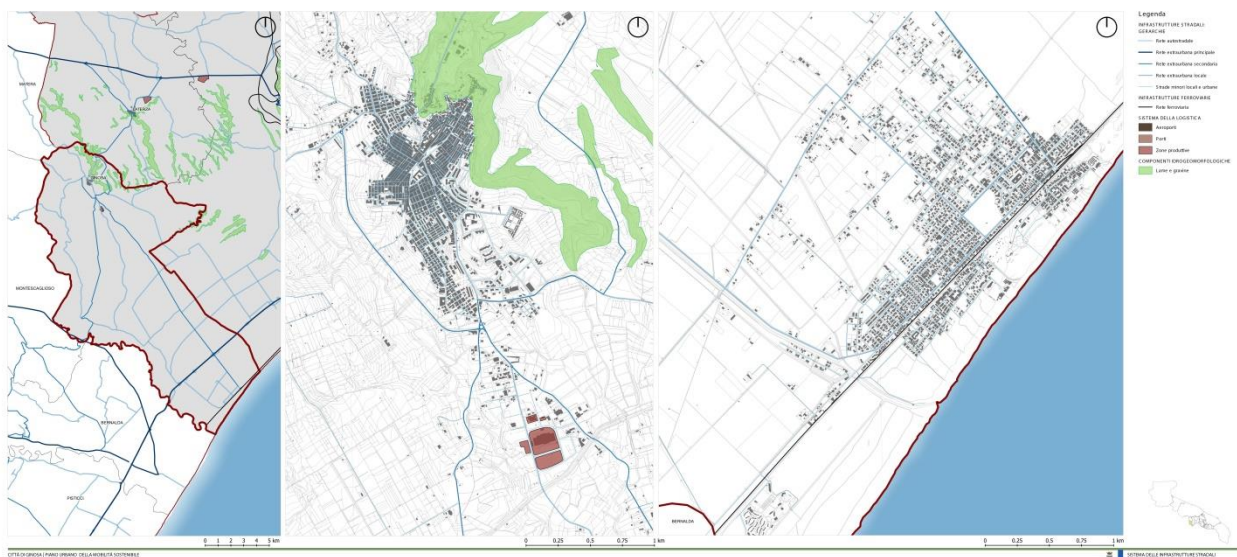 MATERA
LATERZA
GINOSA
MONTESCAGLIOSO
BERNALDA
PISTICCI
0 1 2 3 4 5 km
0 0,25 0,5 0,75 1 km
BERNALDA
0 0,25 0,5 0,75 1 km
Legenda
INFRASTRUTTURE STRADALI:
GERARCHIE
Rete autostradale
Rete extraurbana principale
Rete extraurbana secondaria
Rete extraurbana locale
Strade minori locali e urbane
INFRASTRUTTURE FERROVIARIE
Rete ferroviaria
SISTEMA DELLA LOGISTICA
Aeroporti
Porti
Zone produttive
COMPONENTI IDROGEOMORFOLOGICHE
Lame e gravine
CITTÀ DI GINOSA / PIANO URBANO DELLA MOBILITÀ SOSTENIBILE
SISTEMA DELLE INFRASTRUTTURE STRADALI